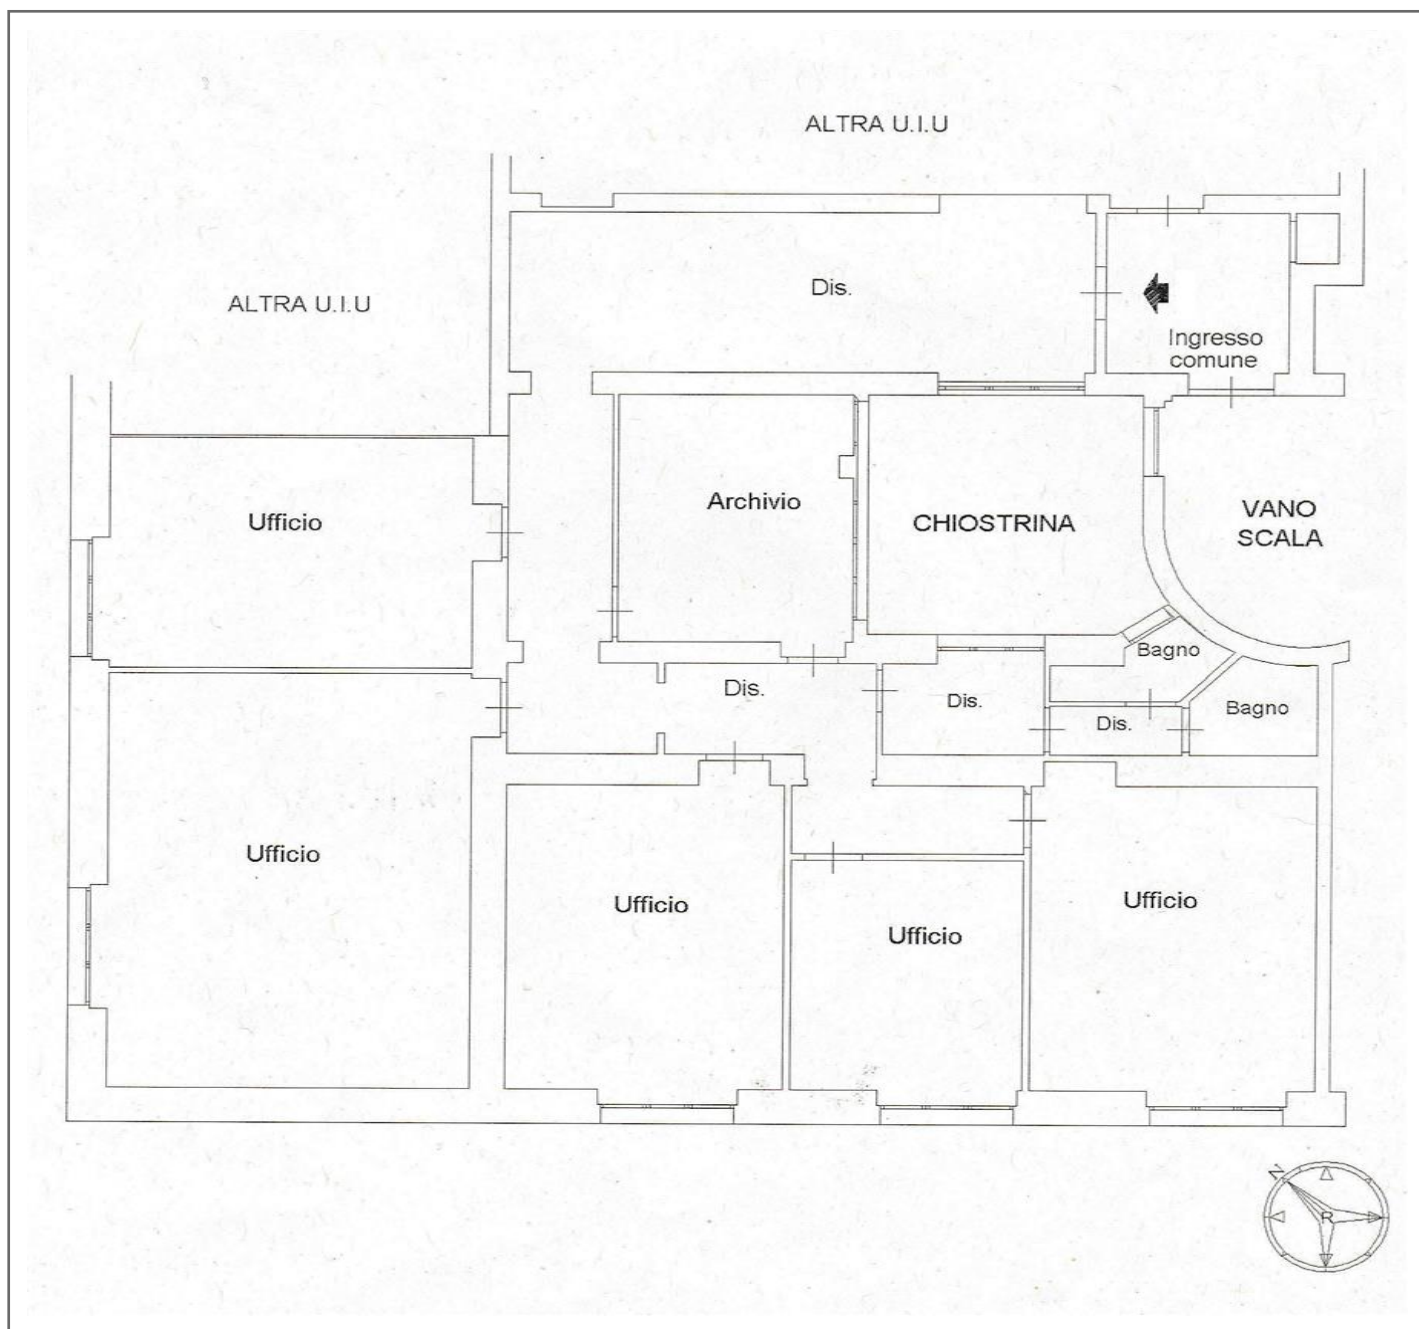 ALTRA U.I.U
ALTRA U.I.U
Dis.
Ingresso
comune
Archivio
Ufficio
CHIOSTRINA
VANO
SCALA
Bagno
Dis.
Dis.
Bagno
Dis.
Ufficio
Ufficio
Ufficio
Ufficio
N
R